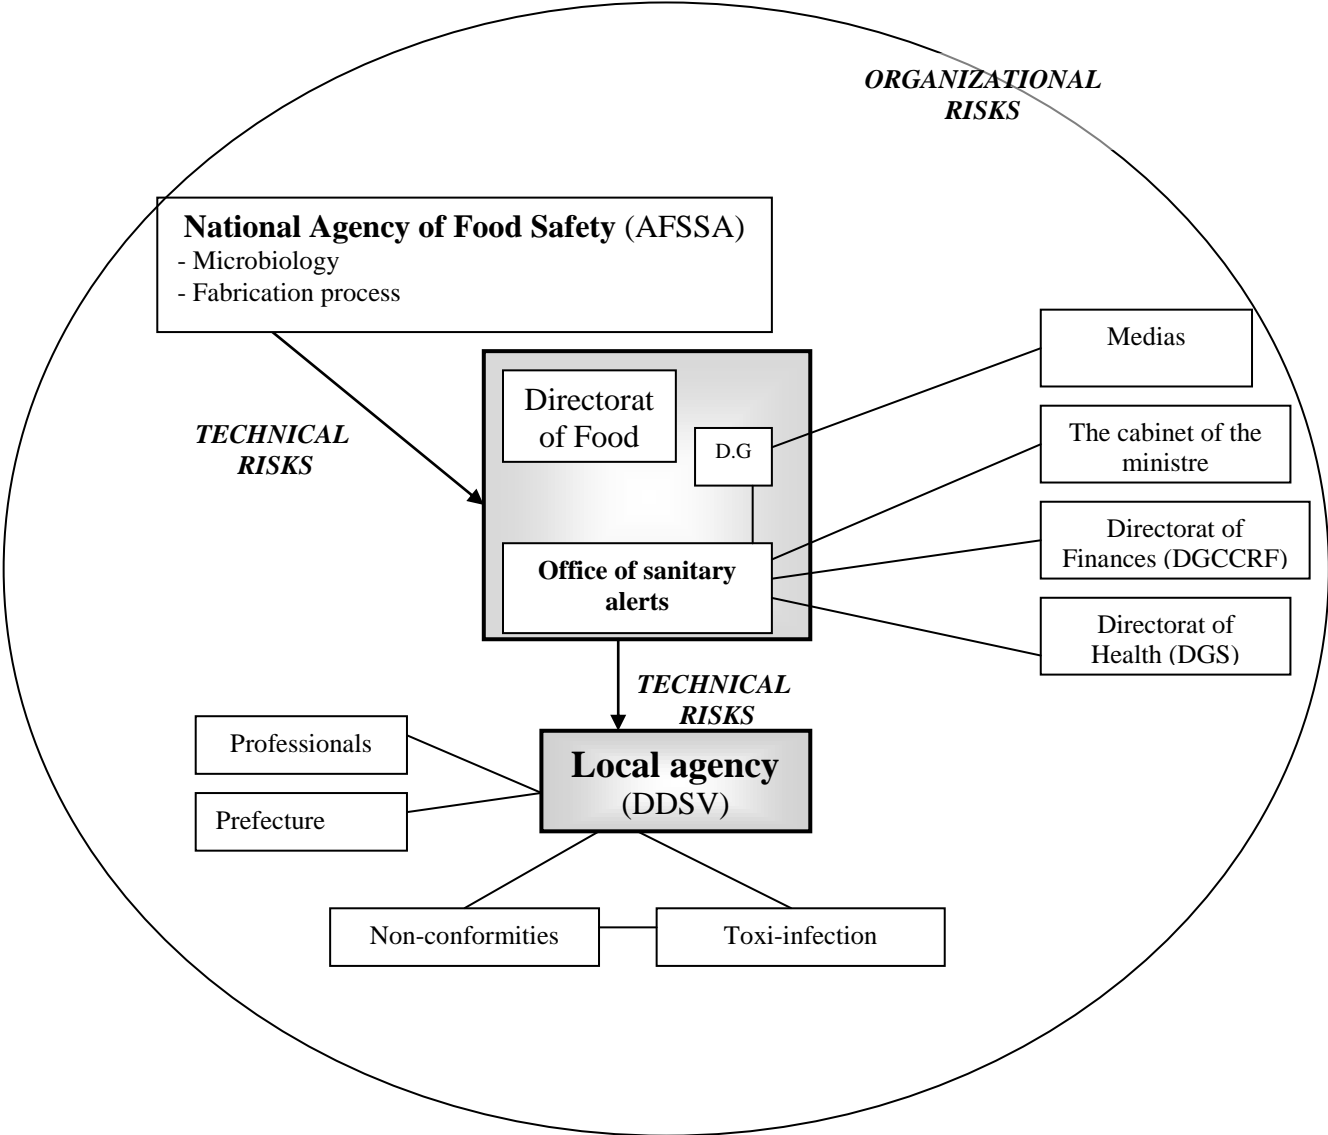 ORGANIZATIONAL
RISKS
National Agency of Food Safety (AFSSA)
- Microbiology
- Fabrication process
Medias
Directorat
of Food
D.G
The cabinet of the
ministre
TECHNICAL
RISKS
Directorat of
Finances (DGCCRF)
Office of sanitary
alerts
Directorat of
Health (DGS)
TECHNICAL
RISKS
Professionals
Local agency
(DDSV)
Prefecture
Non-conformities
Toxi-infection